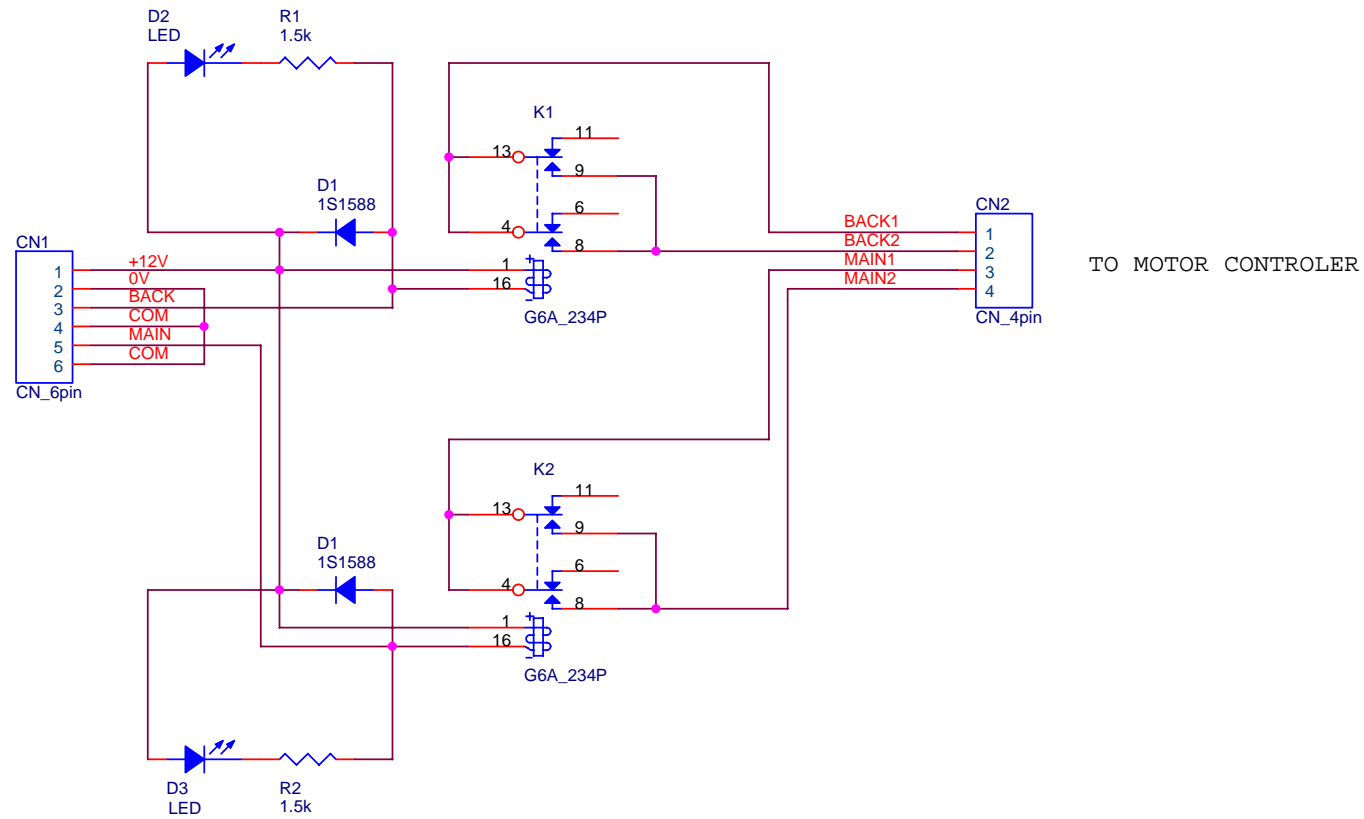 D2
LED
R1
1.5k
K1
11
13
9
6
4
8
1
16
G6A_234P
D1
1S1588
CN1
1
2
3
4
5
6
+12V
0V
BACK
COM
MAIN
COM
CN_6pin
BACK1
BACK2
MAIN1
MAIN2
CN2
1
2
3
4
CN_4pin
TO MOTOR CONTROLER
K2
11
13
9
6
4
8
1
16
G6A_234P
D1
1S1588
D3
LED
R2
1.5k